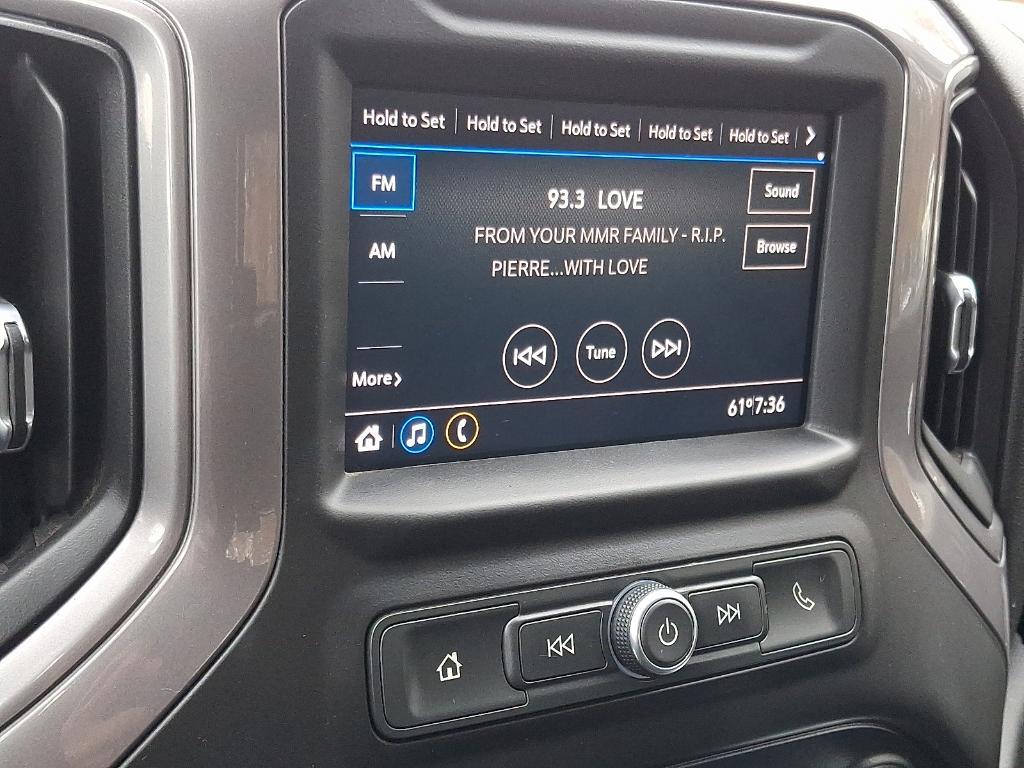 Hold to Set Hold to Set Hold to Set Hold to Set Hold to Set
FM
93.3 LOVE
Sound
FROM YOUR MMR FAMILY - R.I.P.
AM
Browse
PIERRE...WITH LOVE
Tune
More
61° 7:36